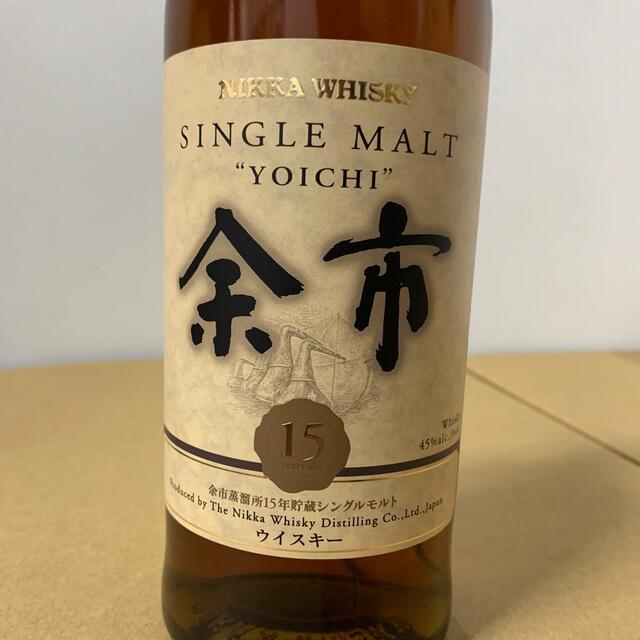 NIKKA WHISKY
SINGLE MALT
"YOICHI"
余市
15
years old
Whisky
45%alc./vol.
余市蒸溜所15年貯蔵シングルモルト
Produced by The Nikka Whisky Distilling Co.,Ltd.,Japan
ウイスキー